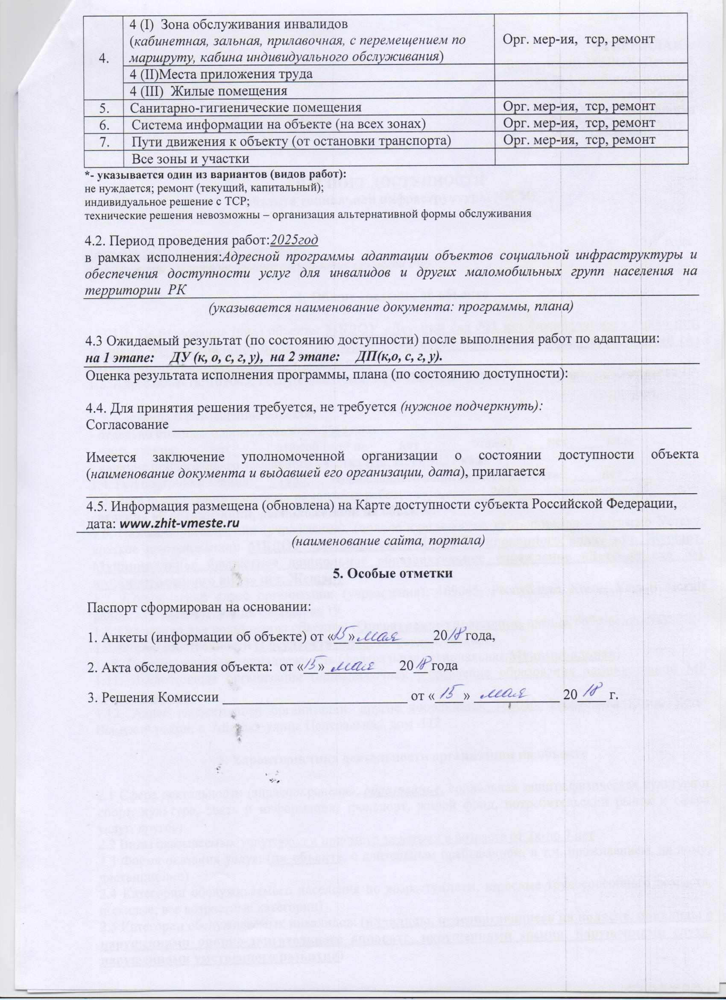 4.
4 (I)  Зона обслуживания инвалидов
(кабинетная, зальная, прилавочная, с перемещением по
маршруту, кабина индивидуального обслуживания)
Орг. мер-ия,  тср, ремонт
4 (II)Места приложения труда
4 (III)  Жилые помещения
5. Санитарно-гигиенические помещения Орг. мер-ия,  тср, ремонт
6. Система информации на объекте (на всех зонах) Орг. мер-ия,  тср, ремонт
7. Пути движения к объекту (от остановки транспорта) Орг. мер-ия,  тср, ремонт
Все зоны и участки
*- указывается один из вариантов (видов работ):
не нуждается; ремонт (текущий, капитальный);
индивидуальное решение с ТСР;
технические решения невозможны – организация альтернативной формы обслуживания
4.2. Период проведения работ:2025год
в рамках исполнения:Адресной программы адаптации объектов социальной инфраструктуры и
обеспечения доступности услуг для инвалидов и других маломобильных групп населения на
территории РК
(указывается наименование документа: программы, плана)
4.3 Ожидаемый результат (по состоянию доступности) после выполнения работ по адаптации:
на 1 этапе: ДУ (к, о, с, г, у), на 2 этапе: ДП(к,о, с, г, у).
Оценка результата исполнения программы, плана (по состоянию доступности):
4.4. Для принятия решения требуется, не требуется (нужное подчеркнуть):
Согласование
Имеется заключение уполномоченной организации о состоянии доступности объекта
(наименование документа и выдавшей его организации, дата), прилагается
4.5. Информация размещена (обновлена) на Карте доступности субъекта Российской Федерации,
дата: www.zhit-vmeste.ru
(наименование сайта, портала)
5. Особые отметки
Паспорт сформирован на основании:
1. Анкеты (информации об объекте) от «15» мая 2018 года,
2. Акта обследования объекта: от «15» мая 2018 года
3. Решения Комиссии ____ от «15» мая 2018 г.